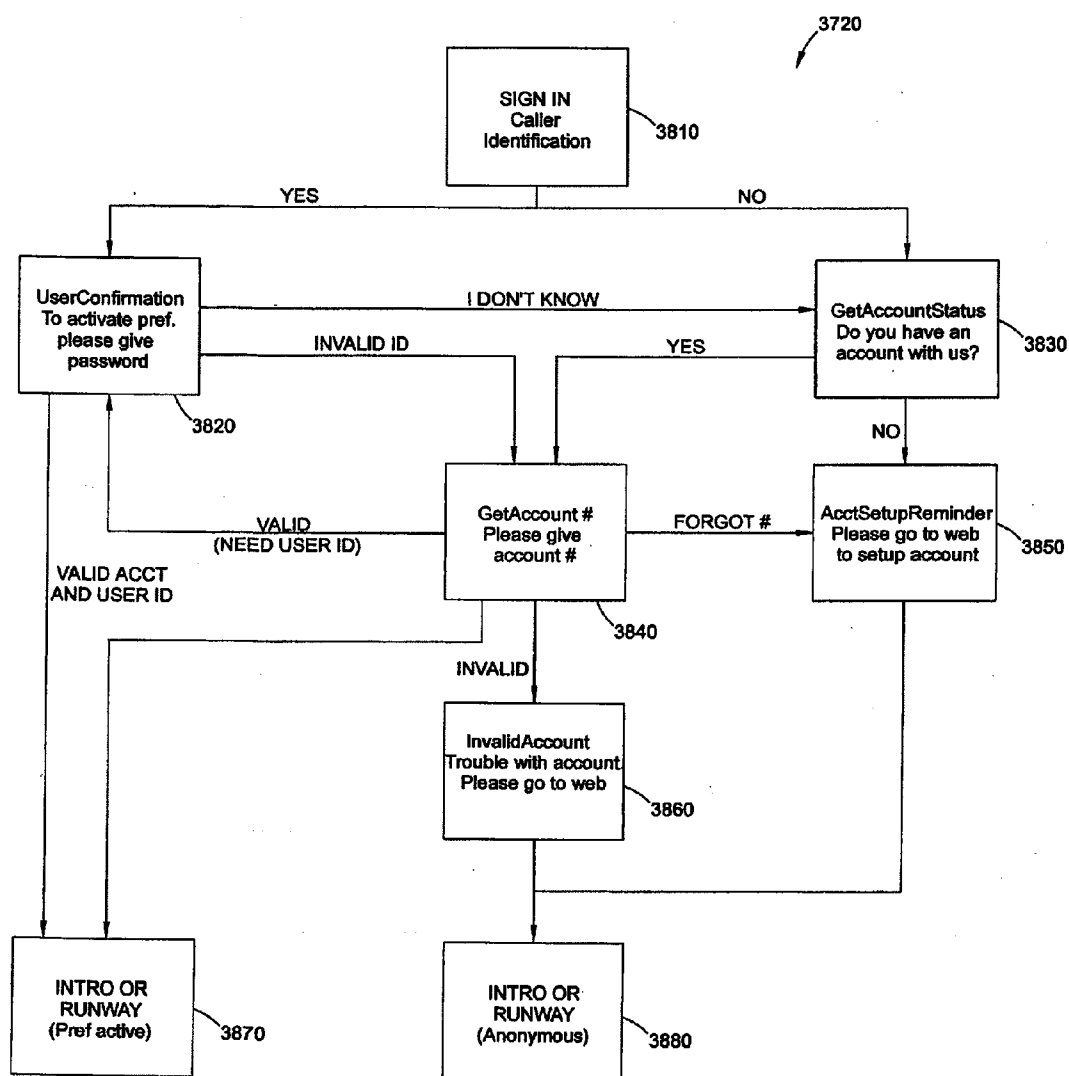 3720
SIGN IN
Caller
Identification
3810
YES
NO
UserConfirmation
To activate pref.
please give
password
3820
I DON'T KNOW
INVALID ID
YES
GetAccountStatus
Do you have an
account with us?
3830
NO
VALID
(NEED USER ID)
GetAccount #
Please give
account #
3840
FORGOT #
AcctSetupReminder
Please go to web
to setup account
3850
VALID ACCT
AND USER ID
INVALID
InvalidAccount
Trouble with account.
Please go to web
3860
INTRO OR
RUNWAY
(Pref active)
3870
INTRO OR
RUNWAY
(Anonymous)
3880